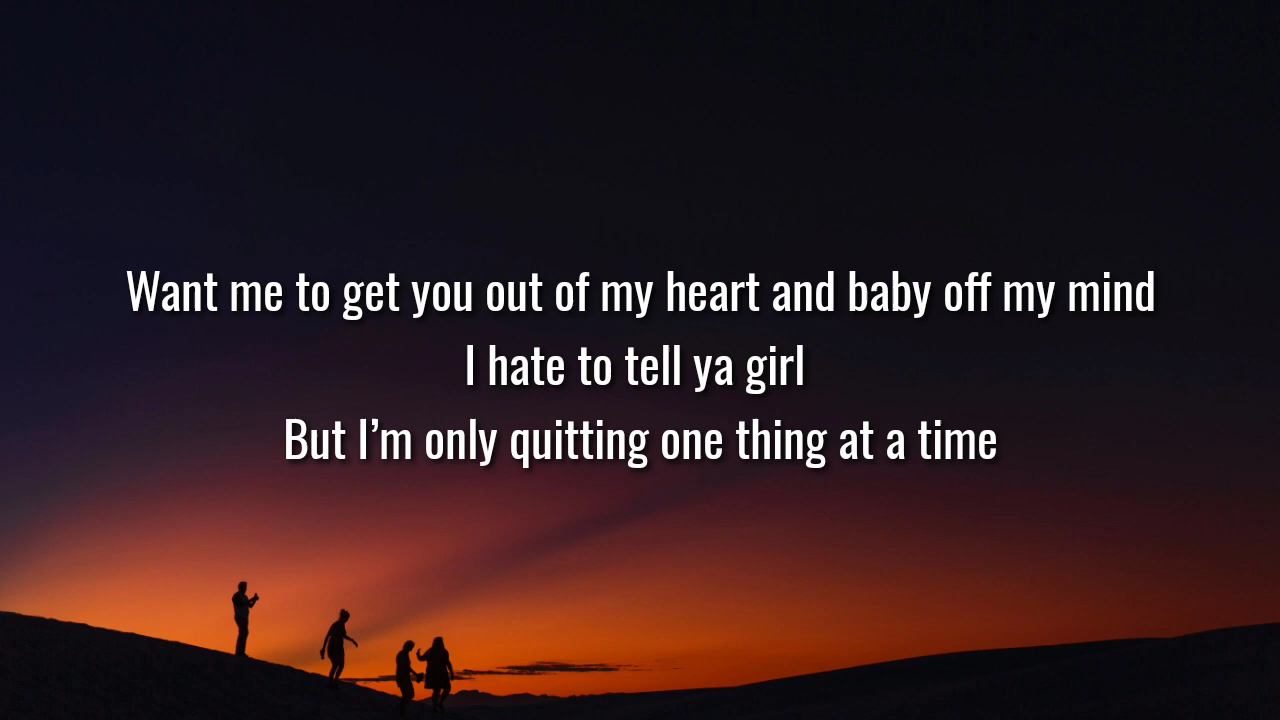 Want me to get you out of my heart and baby off my mind
I hate to tell ya girl
But I’m only quitting one thing at a time